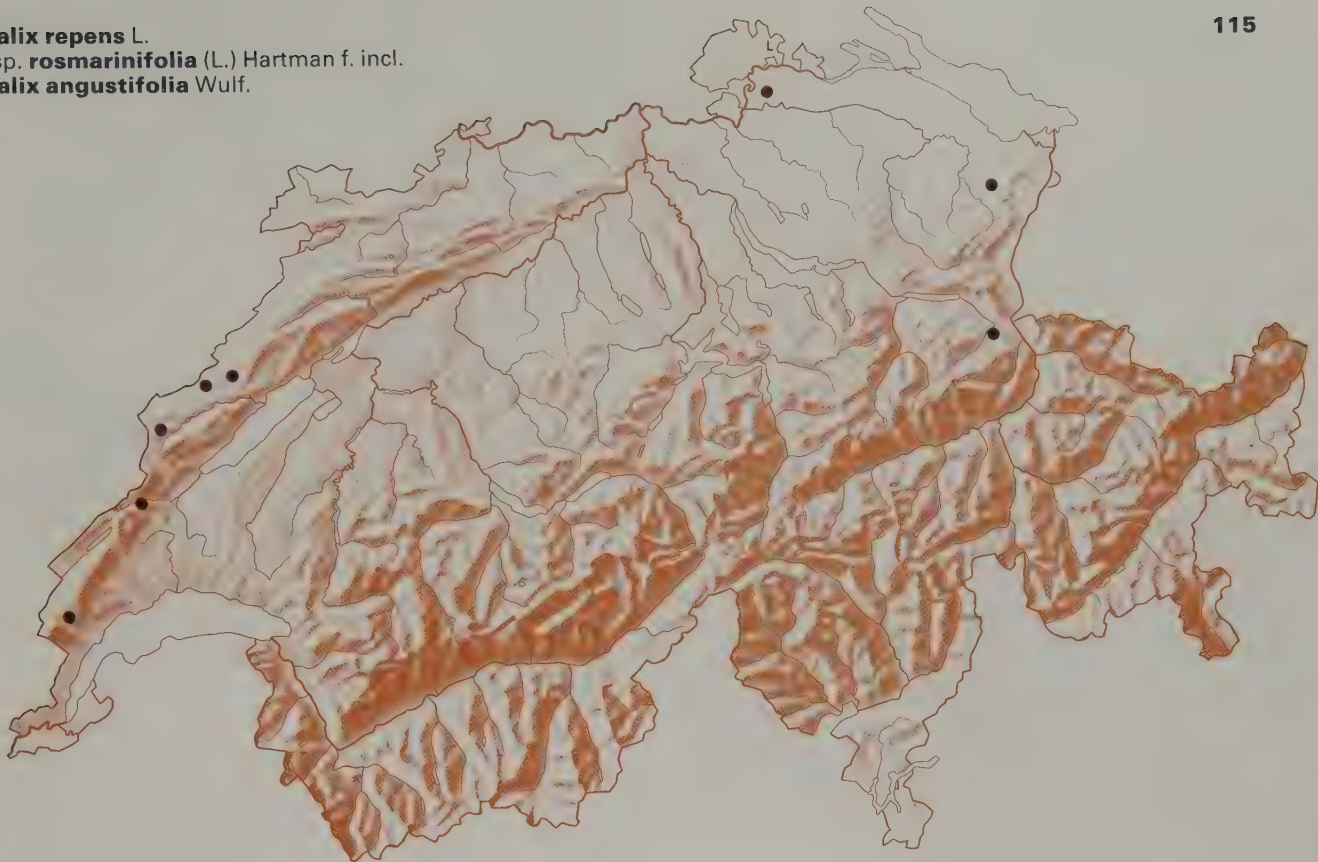 alix repens L.
sp. rosmarinifolia (L.) Hartman f. incl.
alix angustifolia Wulf.
115